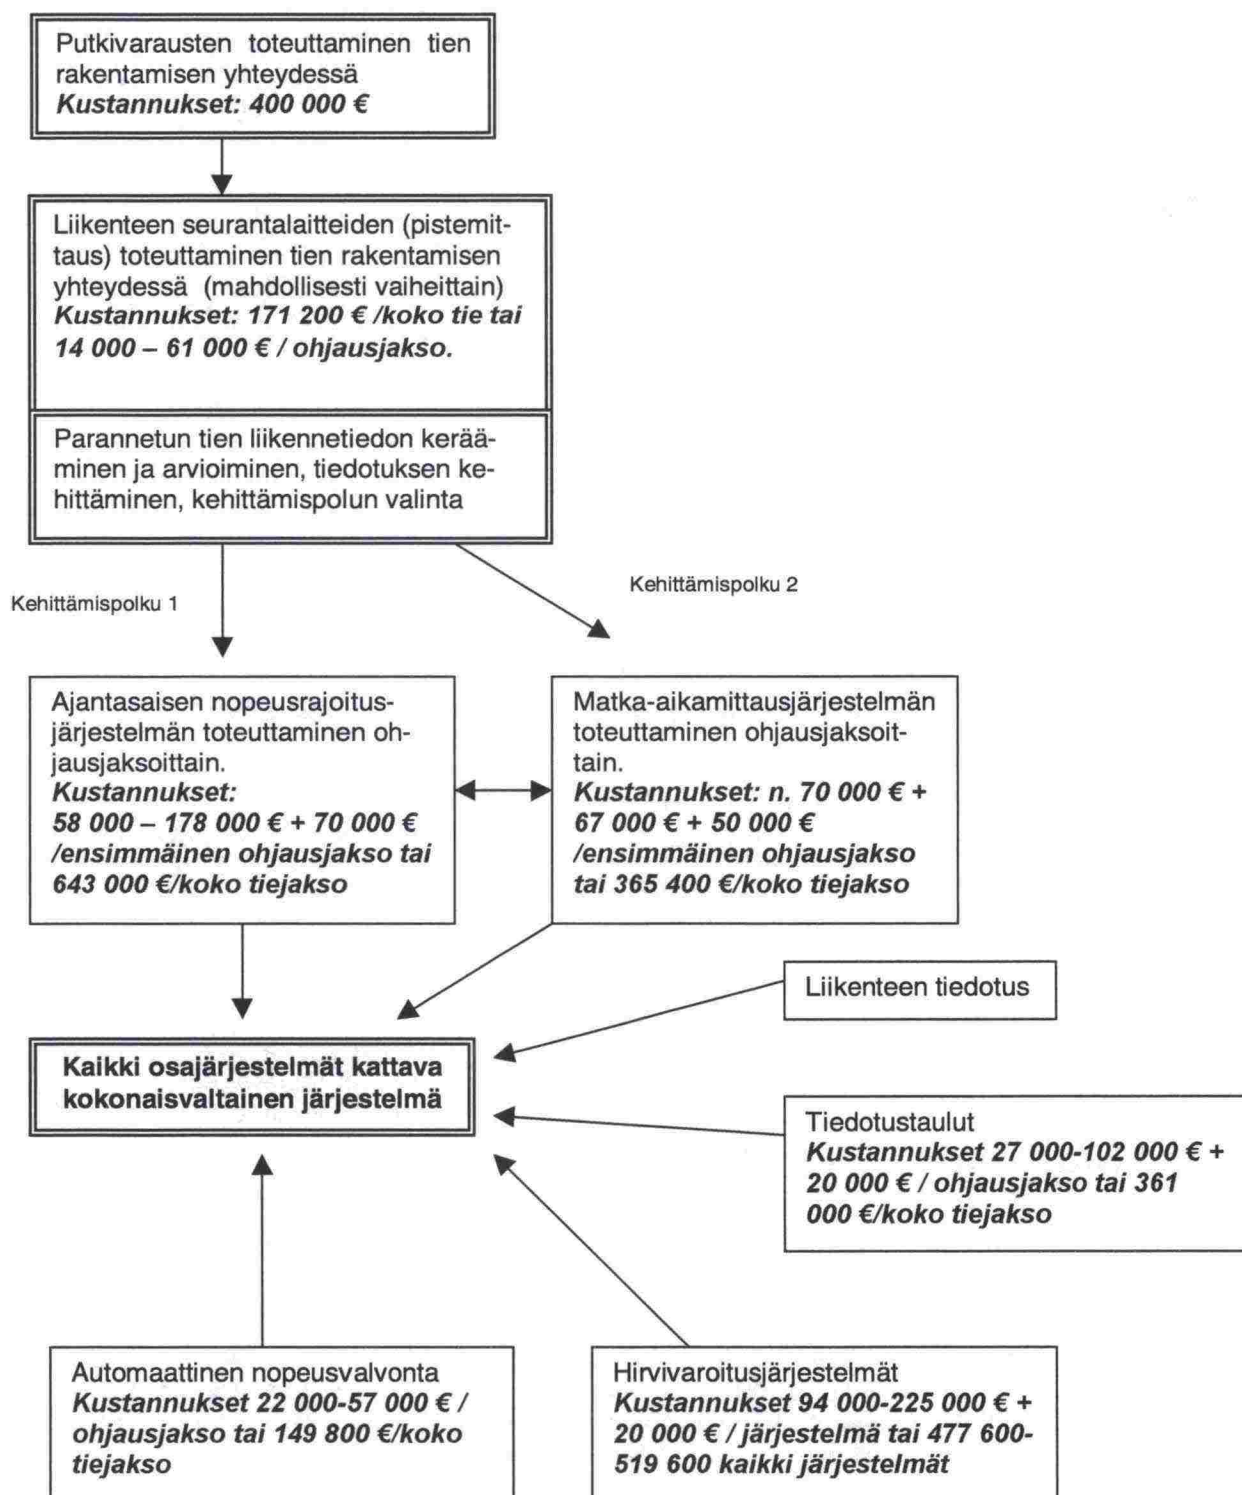 Putkivarausten toteuttaminen tien
rakentamisen yhteydessä
Kustannukset: 400 000 €
Liikenteen seurantalaitteiden (pistemit-
taus) toteuttaminen tien rakentamisen
yhteydessä (mahdollisesti vaiheittain)
Kustannukset: 171 200 € /koko tie tai
14 000 – 61 000 € / ohjausjakso.
Parannetun tien liikennetiedon kerää-
minen ja arvioiminen, tiedotuksen ke-
hittäminen, kehittämispolun valinta
Kehittämispolku 1
Kehittämispolku 2
Ajantasaisen nopeusrajoitus-
järjestelmän toteuttaminen oh-
jausjaksoittain.
Kustannukset:
58 000 – 178 000 € + 70 000 €
/ensimmäinen ohjausjakso tai
643 000 €/koko tiejakso
Matka-aikamittausjärjestelmän
toteuttaminen ohjausjaksoit-
tain.
Kustannukset: n. 70 000 € +
67 000 € + 50 000 €
/ensimmäinen ohjausjakso
tai 365 400 €/koko tiejakso
Liikenteen tiedotus
Kaikki osajärjestelmät kattava
kokonaisvaltainen järjestelmä
Tiedotustaulut
Kustannukset 27 000-102 000 € +
20 000 € / ohjausjakso tai 361
000 €/koko tiejakso
Automaattinen nopeusvalvonta
Kustannukset 22 000-57 000 € /
ohjausjakso tai 149 800 €/koko
tiejakso
Hirvivaroitusjärjestelmät
Kustannukset 94 000-225 000 € +
20 000 € / järjestelmä tai 477 600-
519 600 kaikki järjestelmät